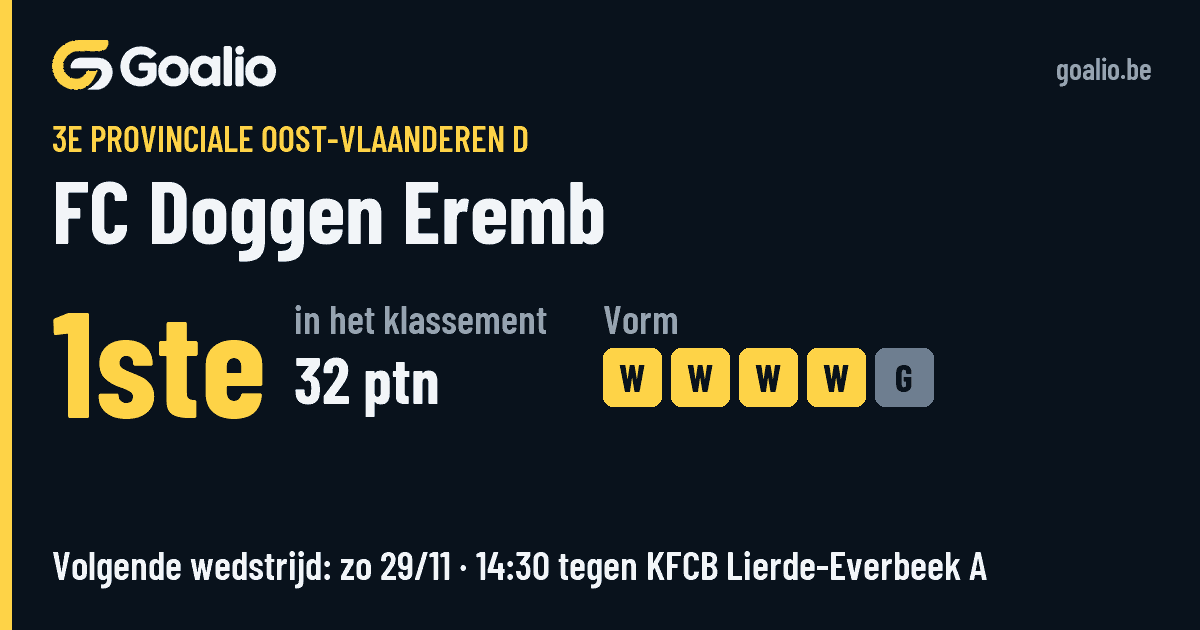 Goalio
goalio.be
3E PROVINCIALE OOST-VLAANDEREN D
FC Doggen Eremb
1ste
in het klassement
32 ptn
Vorm
W W W W G
Volgende wedstrijd: zo 29/11 · 14:30 tegen KFCB Lierde-Everbeek A